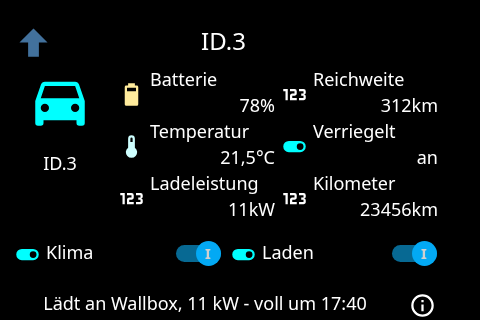 ID.3
Batterie
78%
Reichweite
123
312km
Temperatur
21,5°C
Verriegelt
an
ID.3
Ladeleistung
123
11kW
Kilometer
123
23456km
Klima
I
Laden
I
Lädt an Wallbox, 11 kW - voll um 17:40